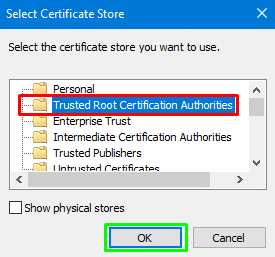 Select Certificate Store
Select the certificate store you want to use.
Personal
Trusted Root Certification Authorities
Enterprise Trust
Intermediate Certification Authorities
Trusted Publishers
Untrusted Certificates
Show physical stores
OK
Cancel